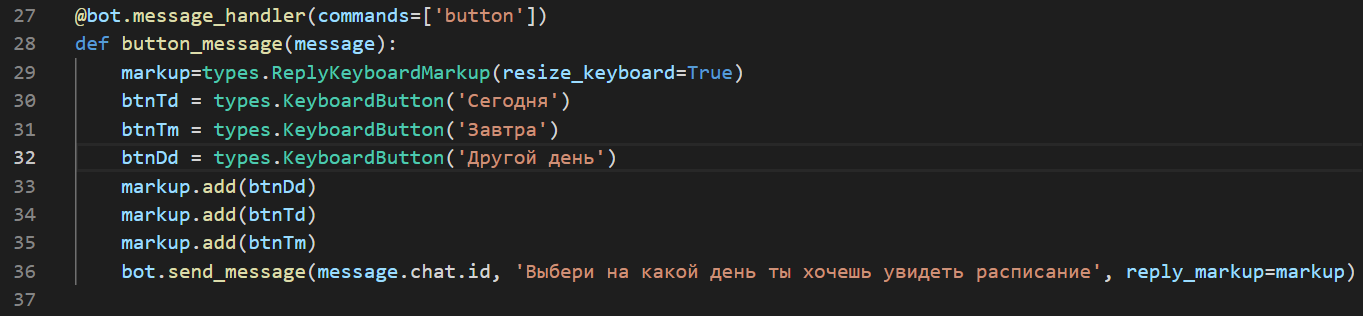 27 @bot.message_handler(commands=['button'])
28 def button_message(message):
29     markup=types.ReplyKeyboardMarkup(resize_keyboard=True)
30     btnTd = types.KeyboardButton('Сегодня')
31     btnTm = types.KeyboardButton('Завтра')
32     btnDd = types.KeyboardButton('Другой день')
33     markup.add(btnDd)
34     markup.add(btnTd)
35     markup.add(btnTm)
36     bot.send_message(message.chat.id, 'Выбери на какой день ты хочешь увидеть расписание', reply_markup=markup)
37